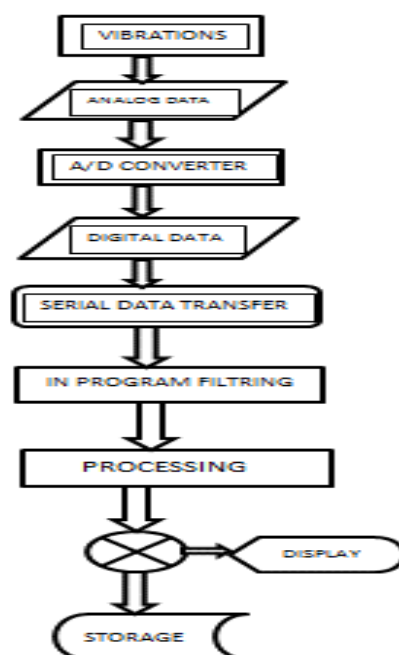 VIBRATIONS
ANALOG DATA
A/D CONVERTER
DIGITAL DATA
SERIAL DATA TRANSFER
IN PROGRAM FILTRING
PROCESSING
DISPLAY
STORAGE